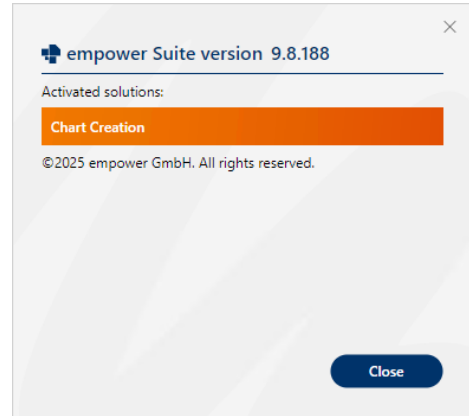 empower Suite version 9.8.188
Activated solutions:
Chart Creation
©2025 empower GmbH. All rights reserved.
Close